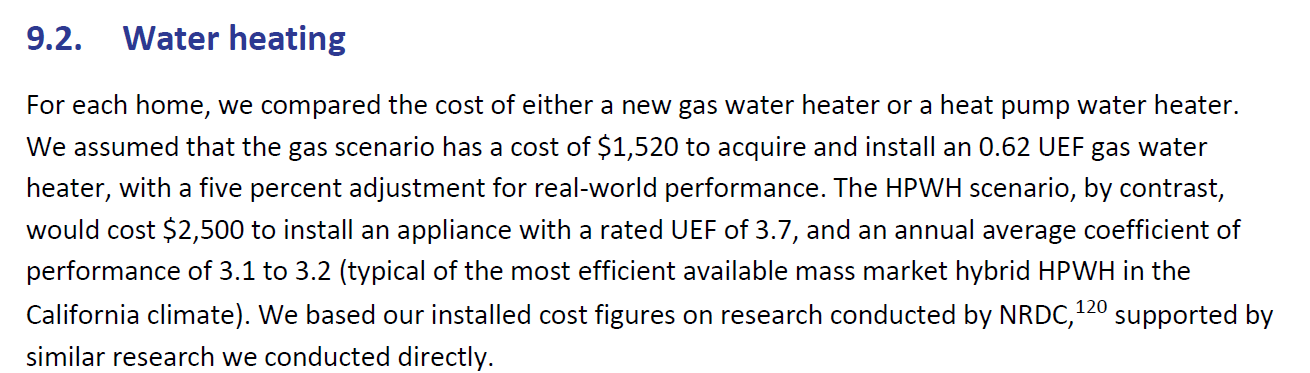 9.2. Water heating
For each home, we compared the cost of either a new gas water heater or a heat pump water heater.
We assumed that the gas scenario has a cost of $1,520 to acquire and install an 0.62 UEF gas water
heater, with a five percent adjustment for real-world performance. The HPWH scenario, by contrast,
would cost $2,500 to install an appliance with a rated UEF of 3.7, and an annual average coefficient of
performance of 3.1 to 3.2 (typical of the most efficient available mass market hybrid HPWH in the
California climate). We based our installed cost figures on research conducted by NRDC,120 supported by
similar research we conducted directly.